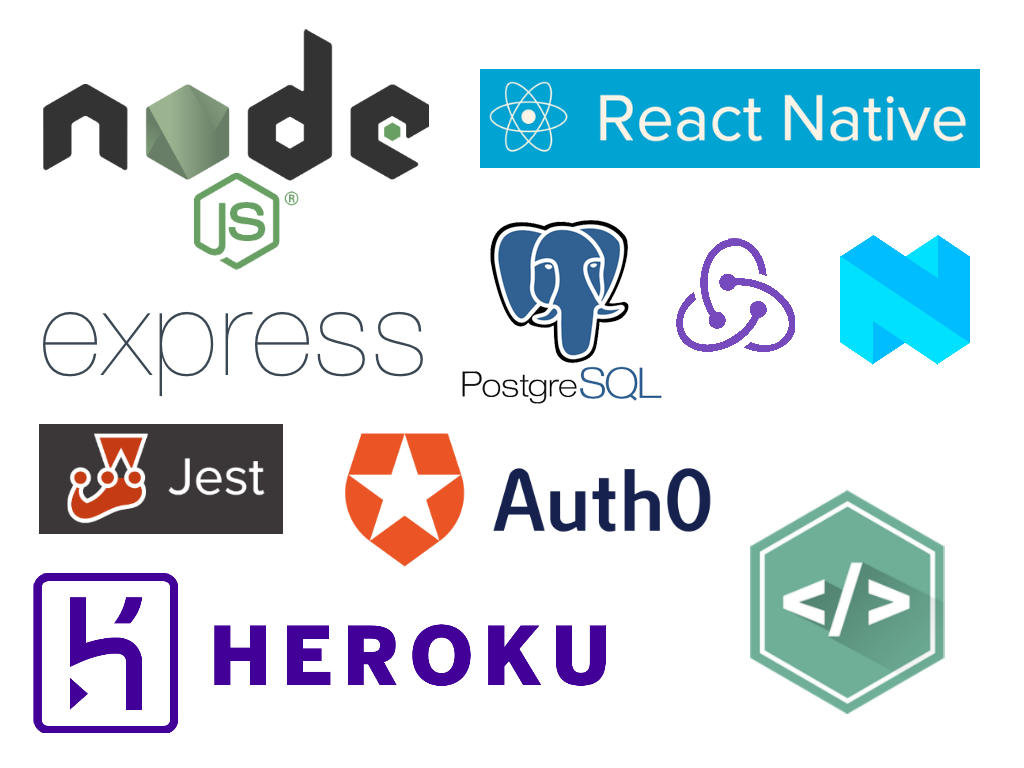 node
JS®
React Native
express
PostgreSQL
Jest
Auth0
HEROKU
</>